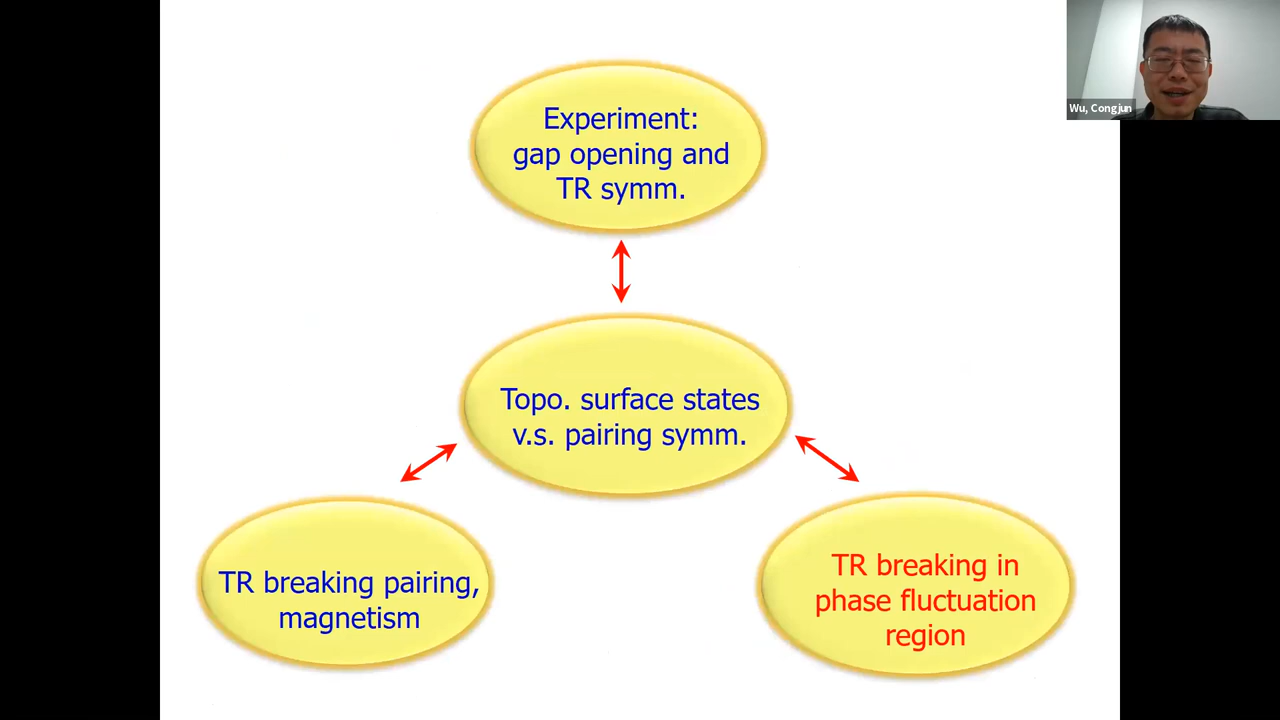 Experiment:
gap opening and
TR symm.
Wu, Congjun
Topo. surface states
v.s. pairing symm.
TR breaking pairing,
magnetism
TR breaking in
phase fluctuation
region